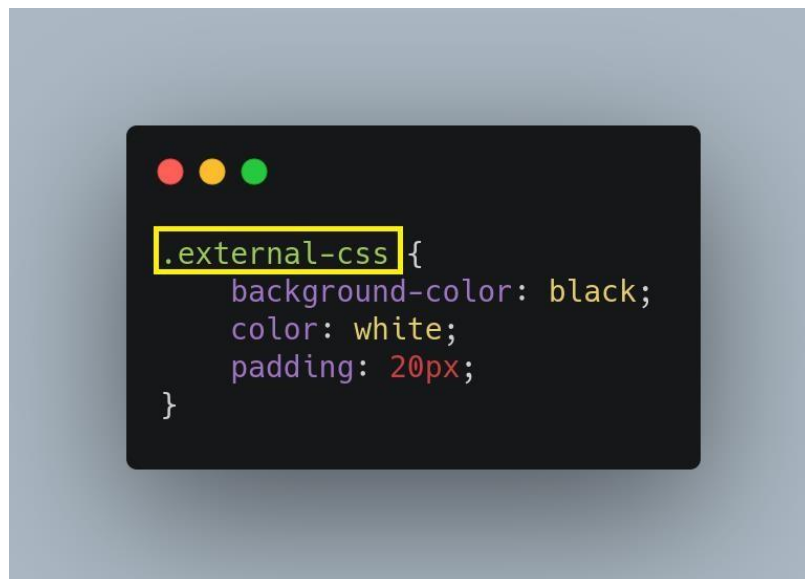 .external-css {
    background-color: black;
    color: white;
    padding: 20px;
}